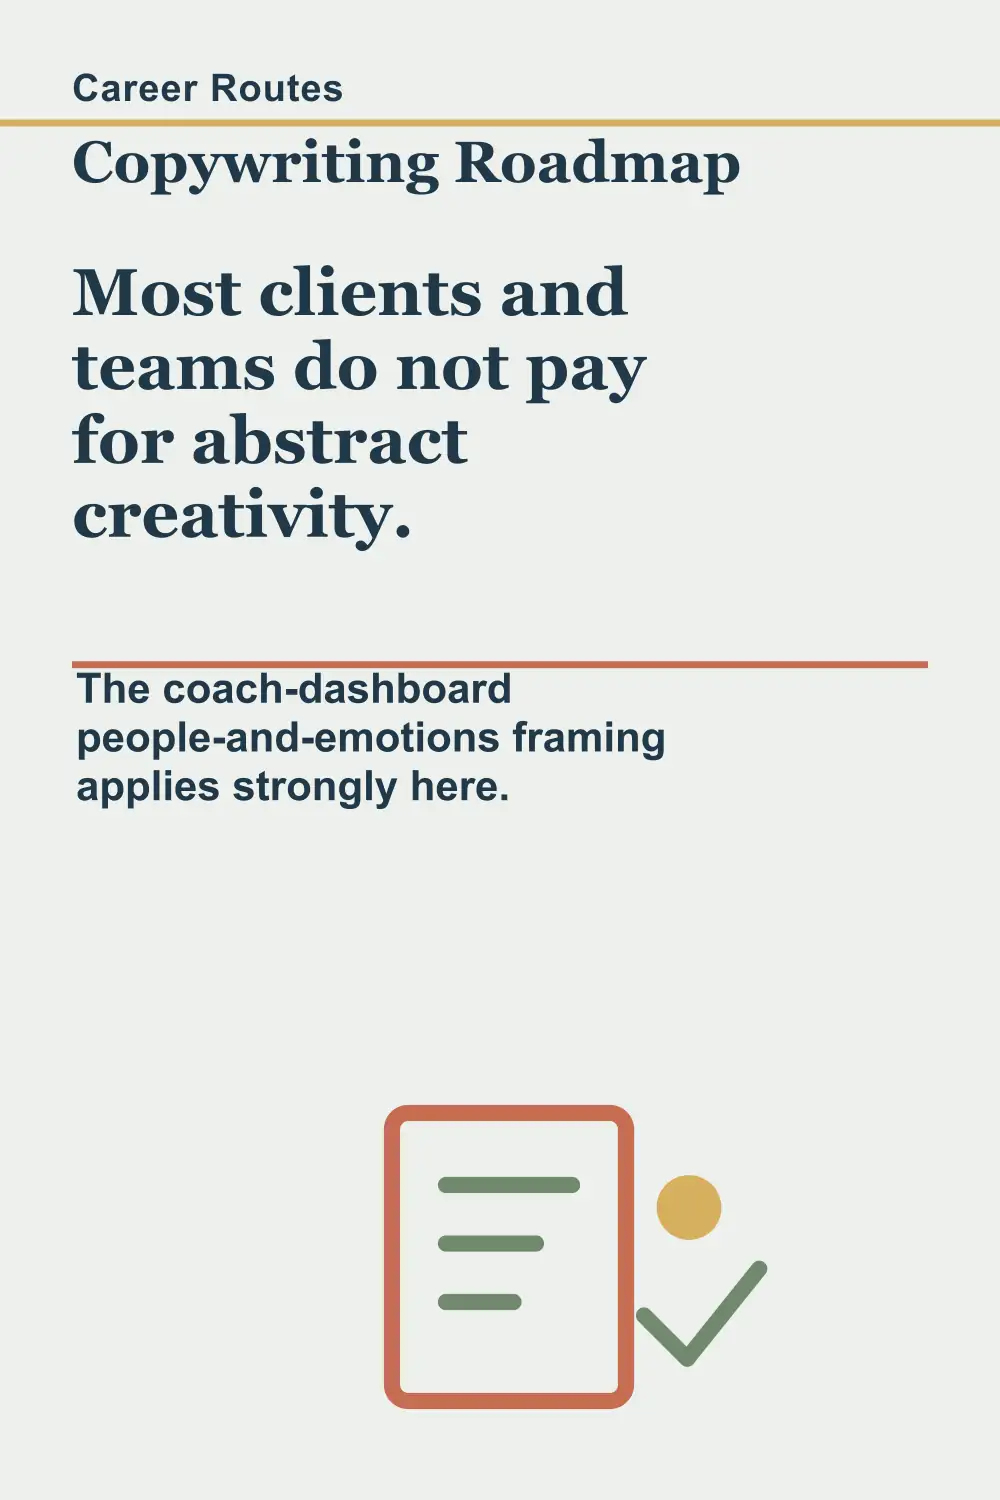 Career Routes
Copywriting Roadmap
Most clients and
teams do not pay
for abstract
creativity.
The coach-dashboard
people-and-emotions framing
applies strongly here.